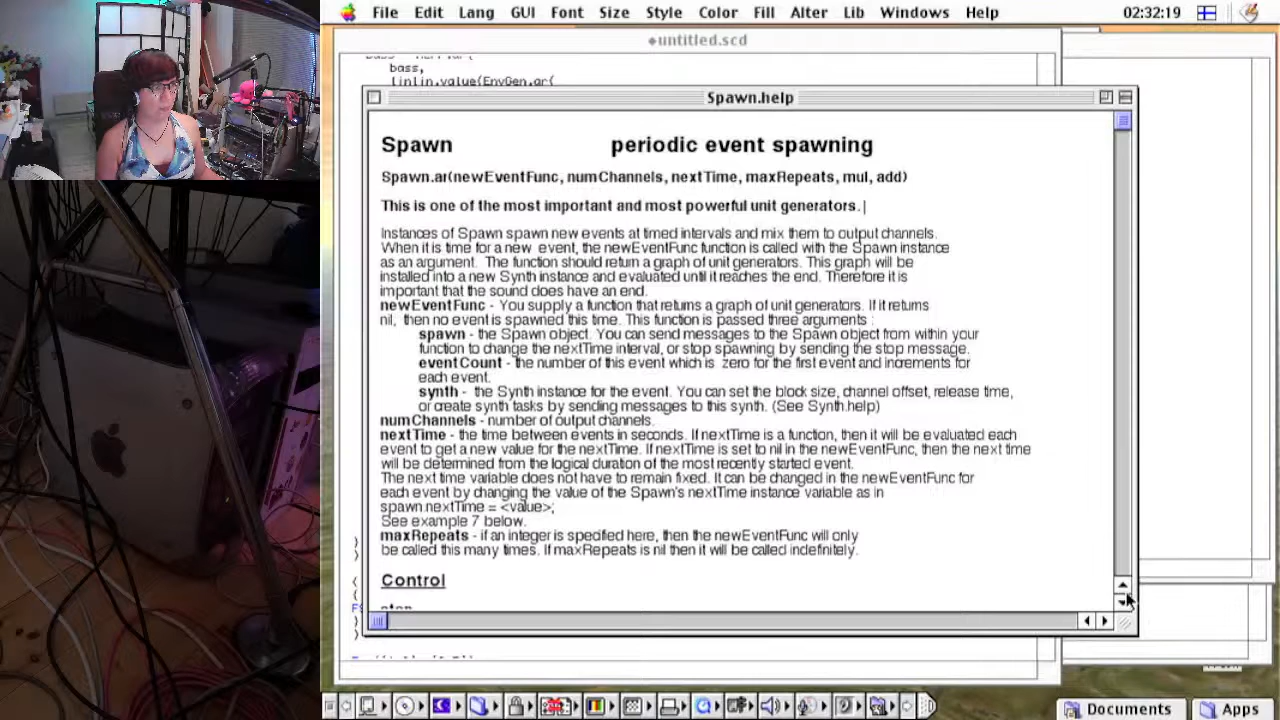 File Edit Lang GUI Font Size Style Color Fill Alter Lib Windows Help 02:32:19
untitled.scd
bass,
linlin.value(EnvGen.ar(
Spawn.help
Spawn periodic event spawning
Spawn.ar(newEventFunc, numChannels, nextTime, maxRepeats, mul, add)
This is one of the most important and most powerful unit generators.
Instances of Spawn spawn new events at timed intervals and mix them to output channels.
When it is time for a new event, the newEventFunc function is called with the Spawn instance
as an argument. The function should return a graph of unit generators. This graph will be
installed into a new Synth instance and evaluated until it reaches the end. Therefore it is
important that the sound does have an end.
newEventFunc - You supply a function that returns a graph of unit generators. If it returns
nil, then no event is spawned this time. This function is passed three arguments :
spawn - the Spawn object. You can send messages to the Spawn object from within your
function to change the nextTime interval, or stop spawning by sending the stop message.
eventCount - the number of this event which is zero for the first event and increments for
each event.
synth - the Synth instance for the event. You can set the block size, channel offset, release time,
or create synth tasks by sending messages to this synth. (See Synth.help)
numChannels - number of output channels.
nextTime - the time between events in seconds. If nextTime is a function, then it will be evaluated each
event to get a new value for the nextTime. If nextTime is set to nil in the newEventFunc, then the next time
will be determined from the logical duration of the most recently started event.
The next time variable does not have to remain fixed. It can be changed in the newEventFunc for
each event by changing the value of the Spawn's nextTime instance variable as in
spawn.nextTime = <value>;
See example 7 below.
maxRepeats - if an integer is specified here, then the newEventFunc will only
be called this many times. If maxRepeats is nil then it will be called indefinitely.
Control
Documents Apps